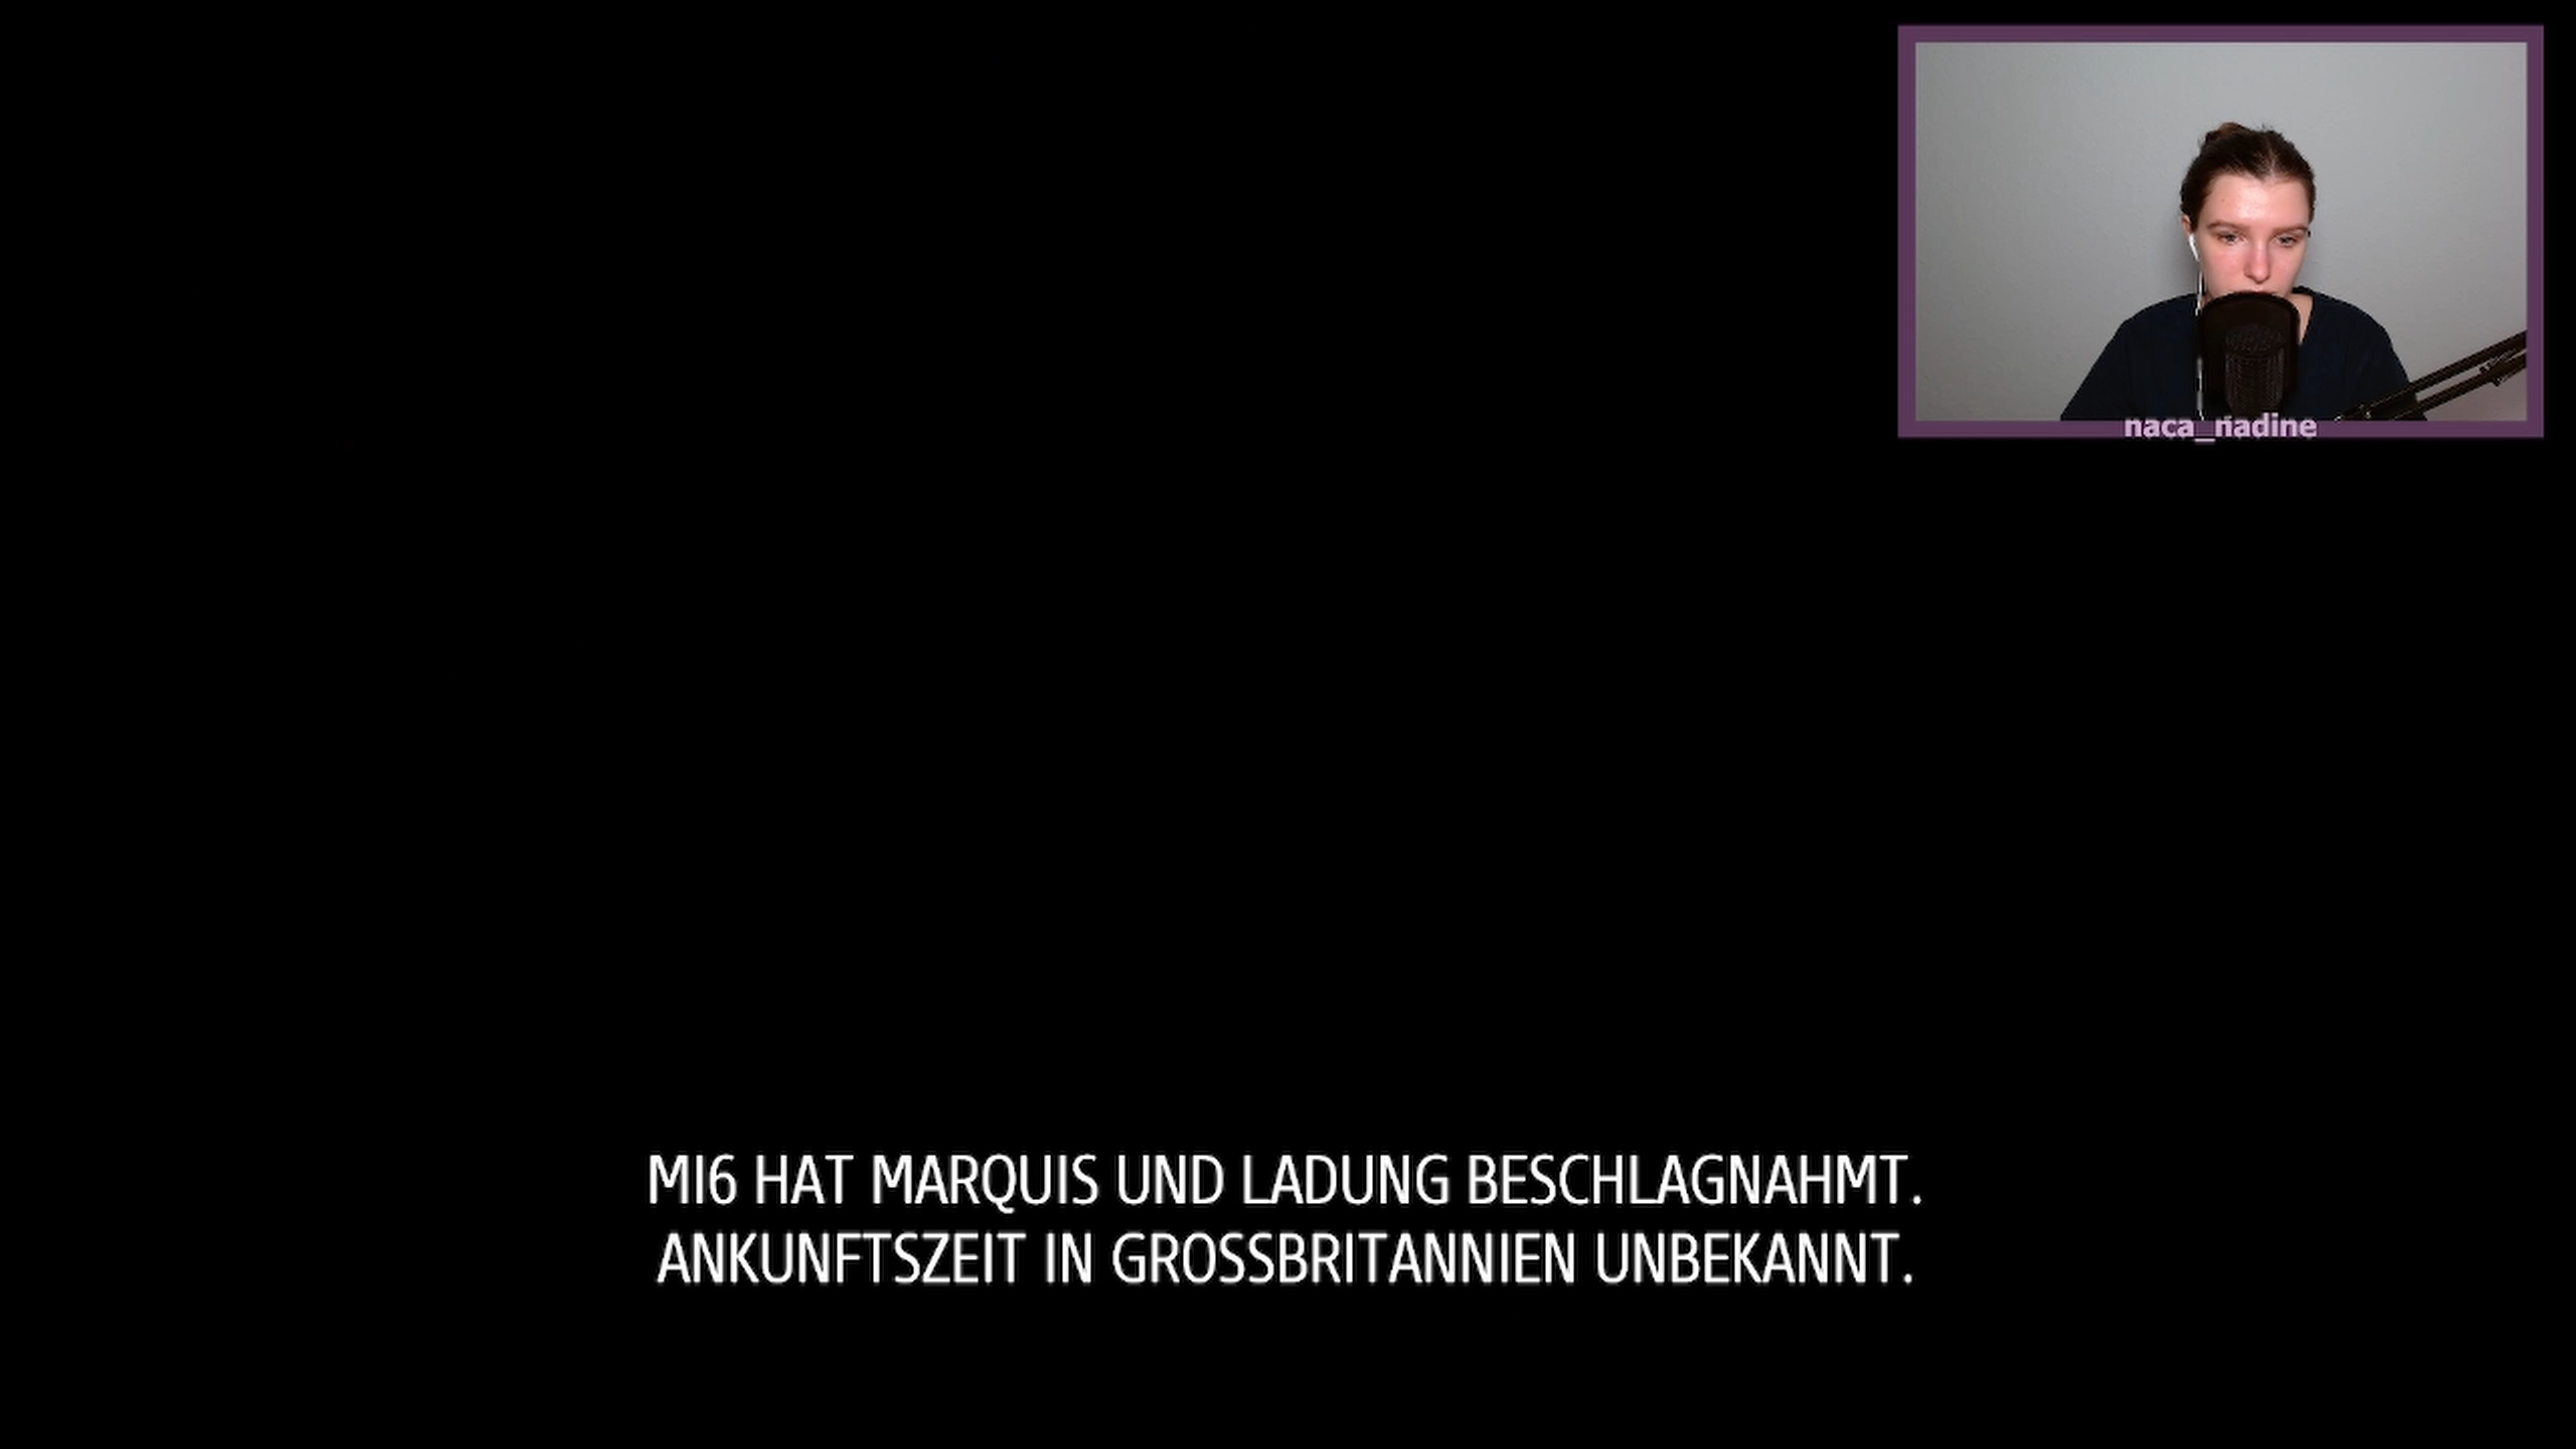 naca_nadine
MI6 HAT MARQUIS UND LADUNG BESCHLAGNAHMT.
ANKUNFTSZEIT IN GROSSBRITANNIEN UNBEKANNT.